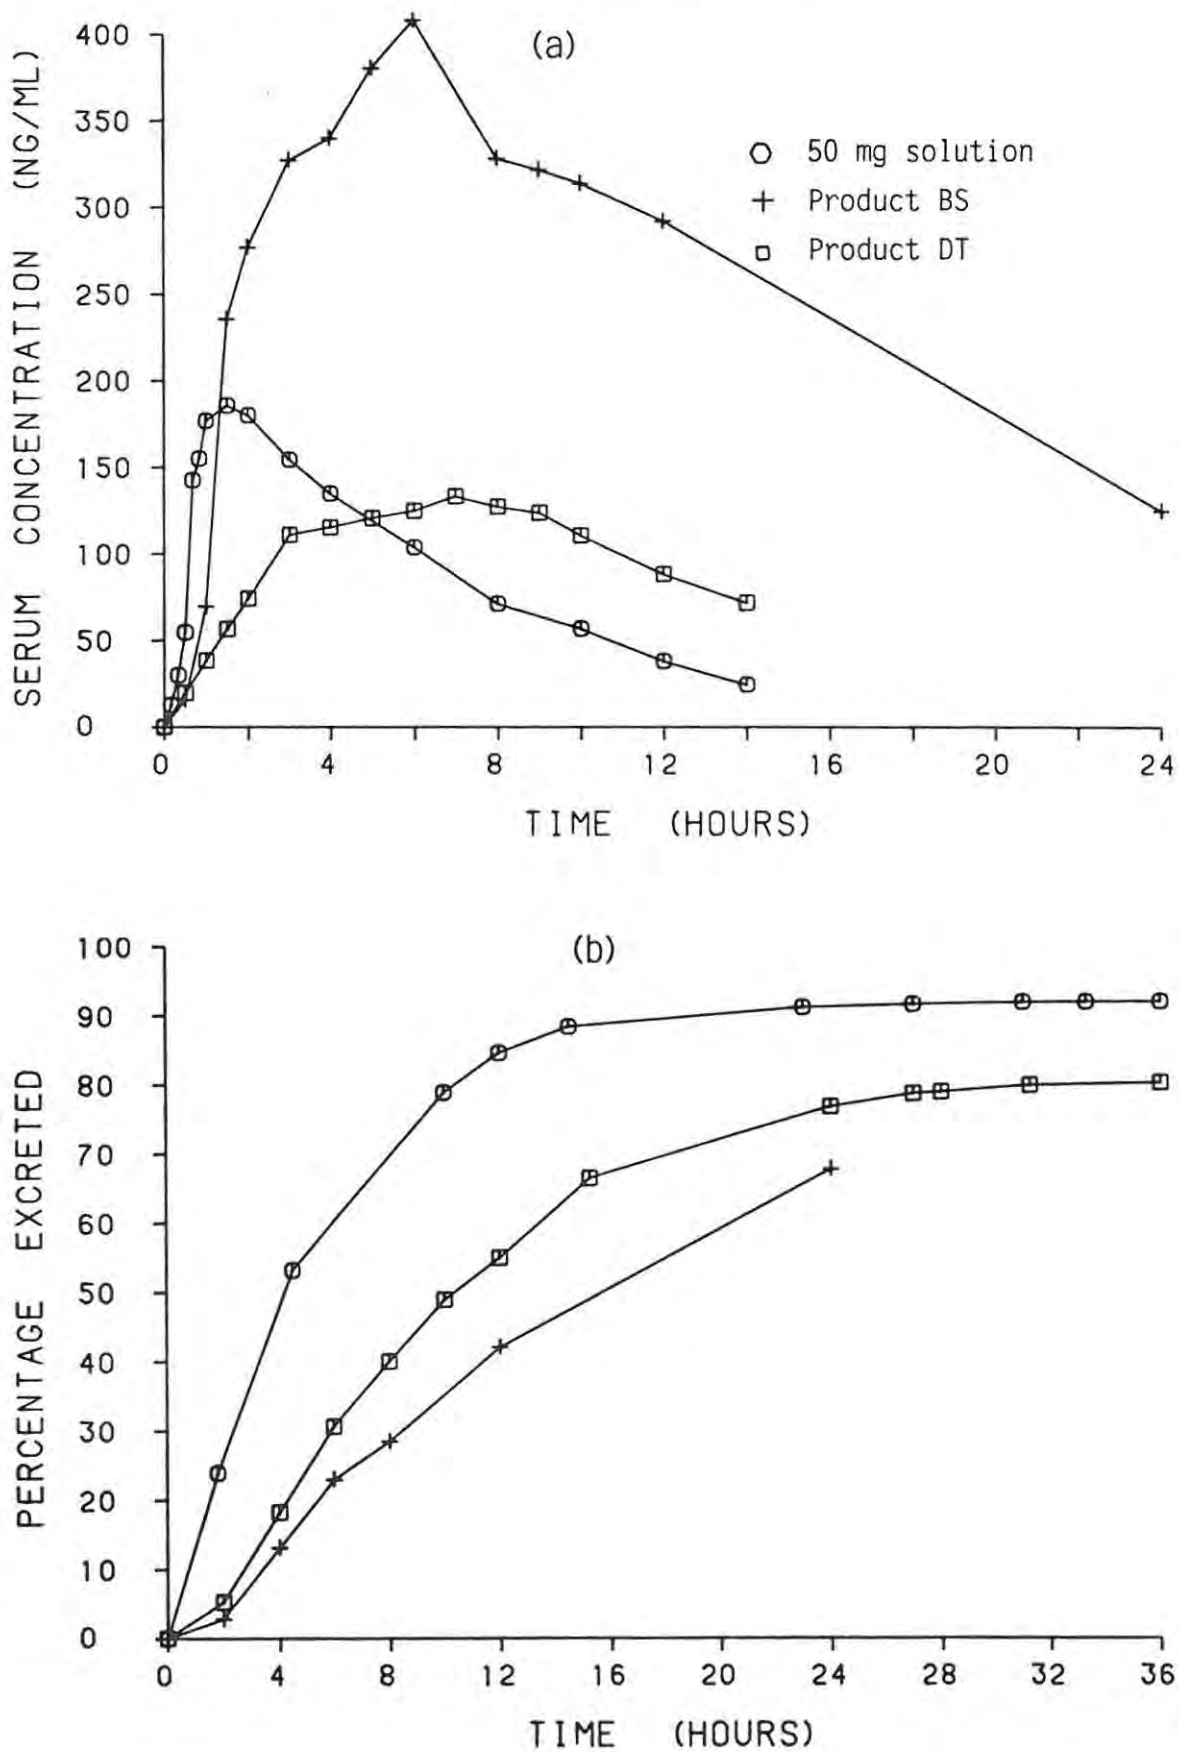 (a)
SERUM CONCENTRATION (NG/ML)
400
350
300
250
200
150
100
50
0
50 mg solution
Product BS
Product DT
0 4 8 12 16 20 24
TIME (HOURS)
(b)
PERCENTAGE EXCRETED
100
90
80
70
60
50
40
30
20
10
0
0 4 8 12 16 20 24 28 32 36
TIME (HOURS)